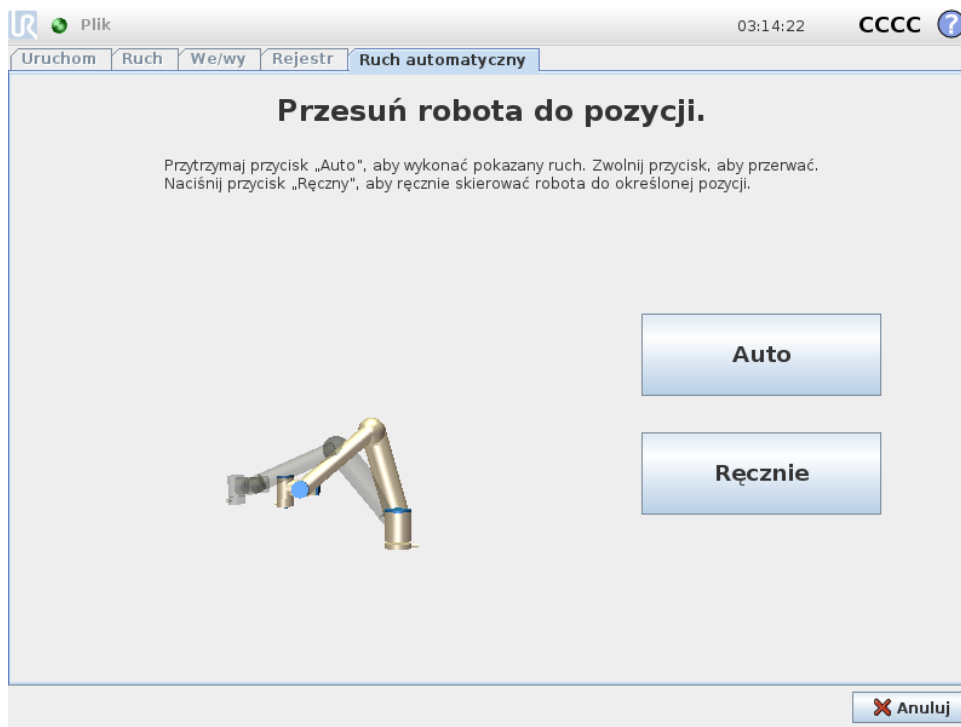 UR Plik 03:14:22 CCCC ?
Uruchom Ruch We/wy Rejestr Ruch automatyczny
Przesuń robota do pozycji.
Przytrzymaj przycisk „Auto”, aby wykonać pokazany ruch. Zwolnij przycisk, aby przerwać.
Naciśnij przycisk „Ręczny”, aby ręcznie skierować robota do określonej pozycji.
Auto
Ręcznie
Anuluj